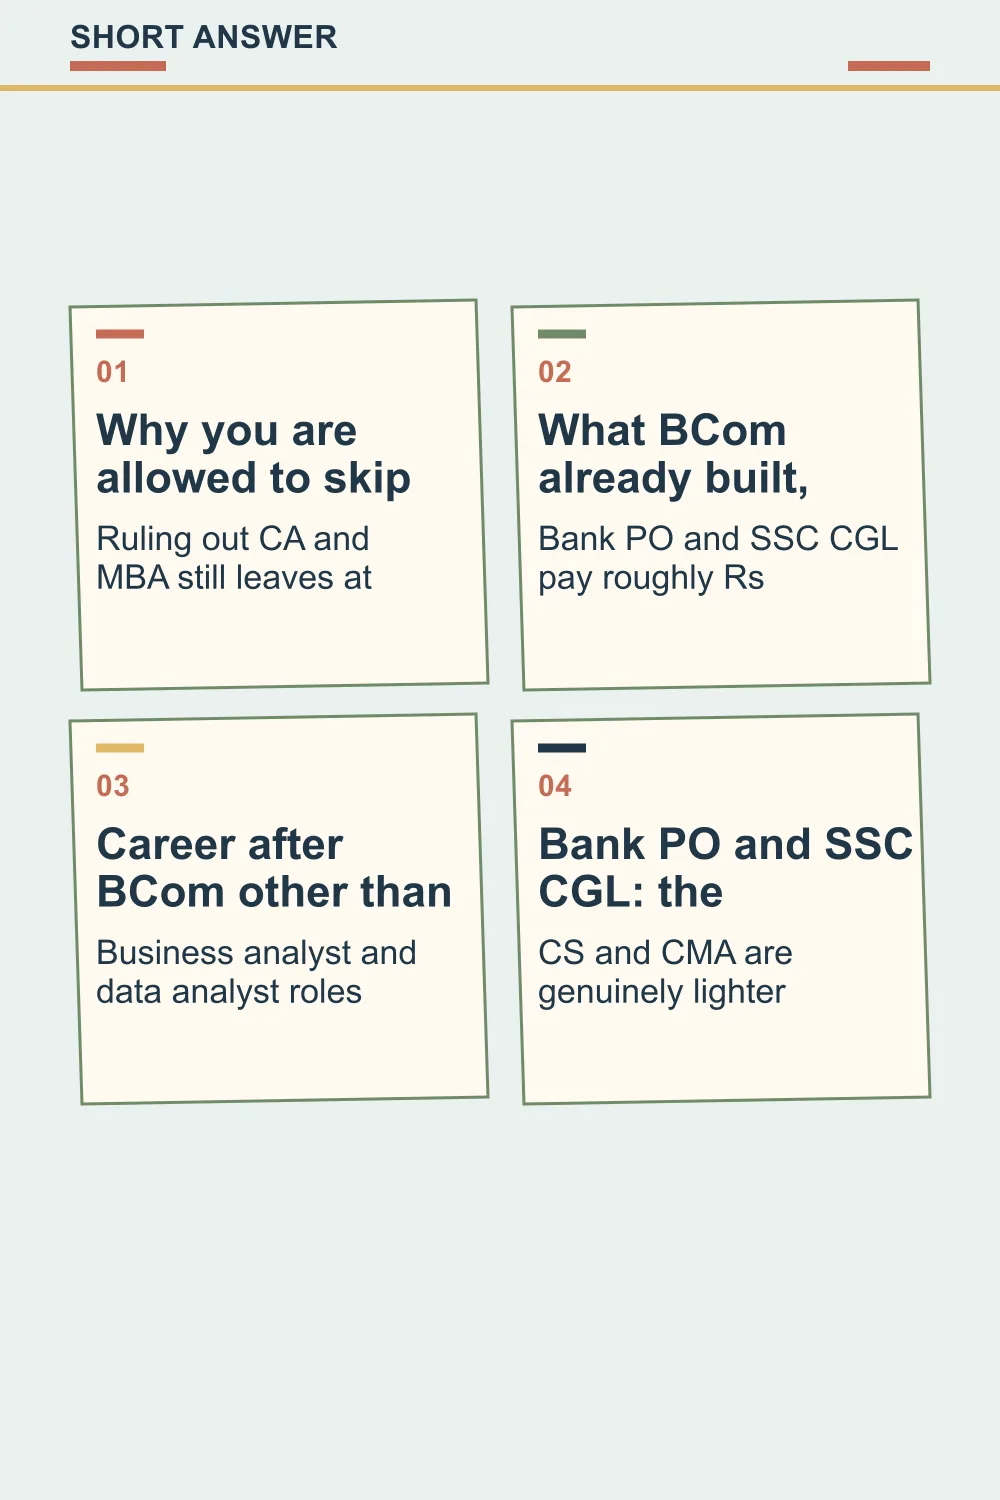 SHORT ANSWER
01
Why you are
allowed to skip
Ruling out CA and
MBA still leaves at
02
What BCom
already built,
Bank PO and SSC CGL
pay roughly Rs
03
Career after
BCom other than
Business analyst and
data analyst roles
04
Bank PO and SSC
CGL: the
CS and CMA are
genuinely lighter